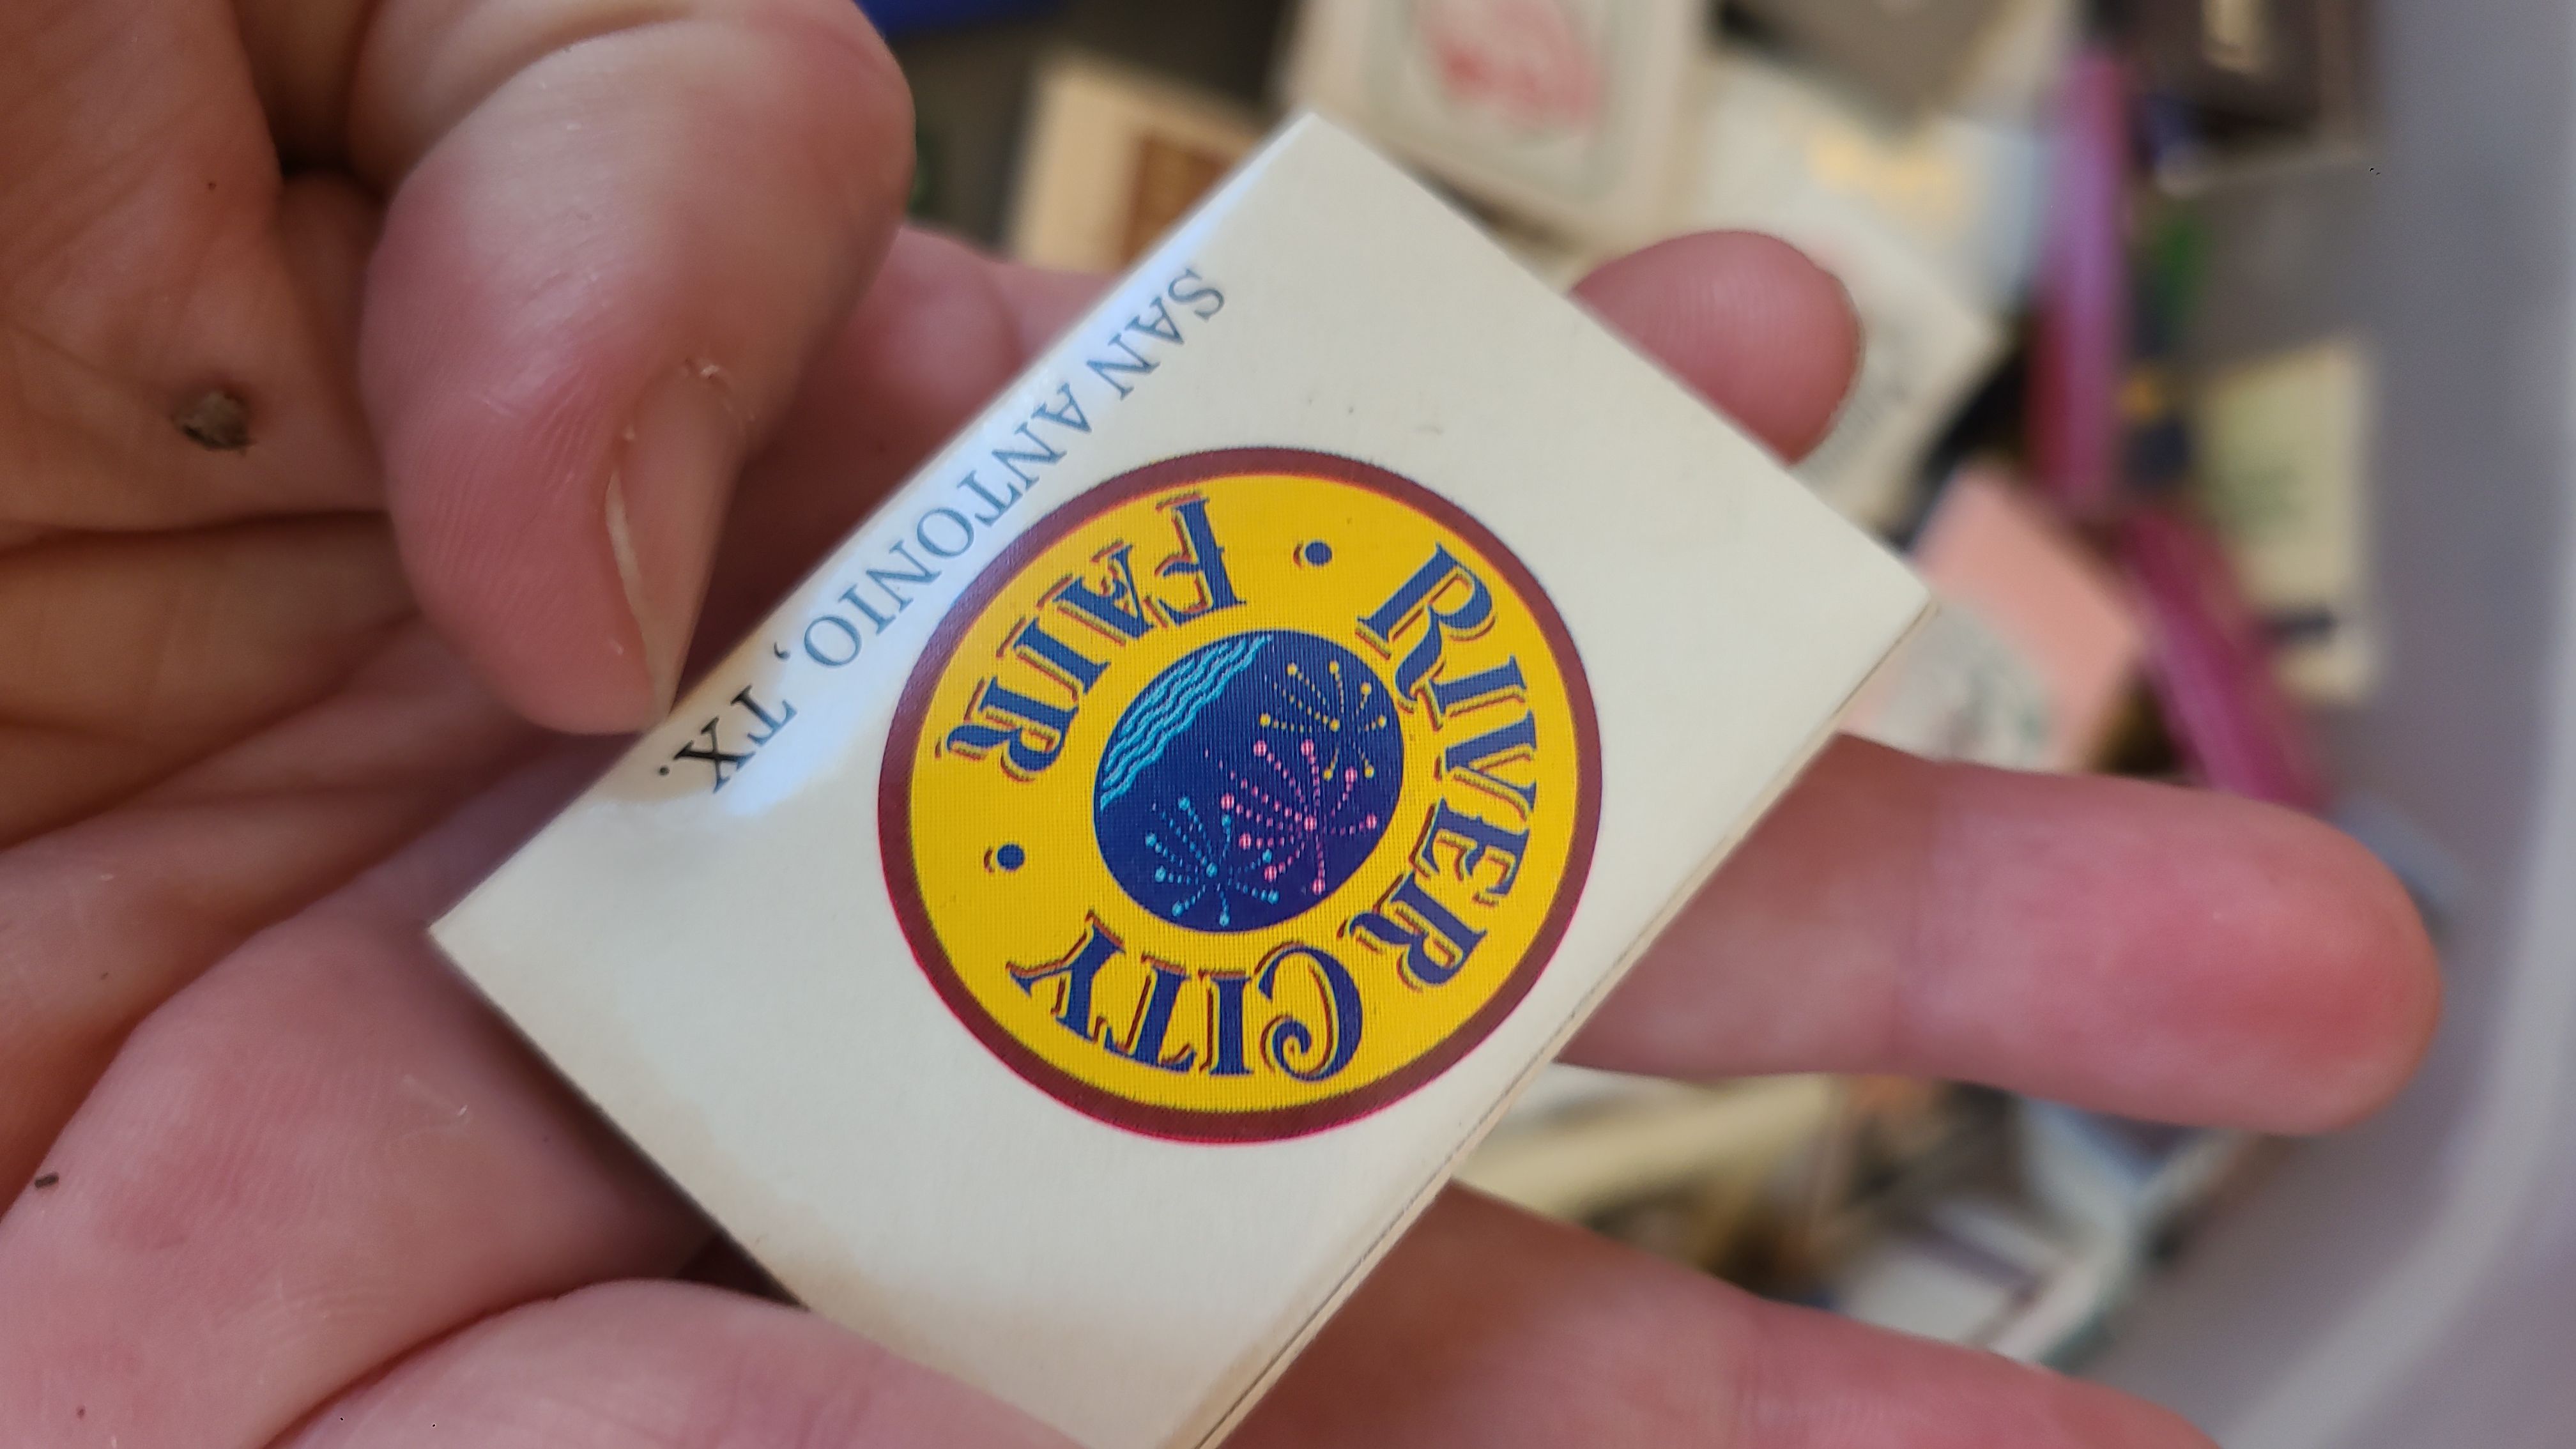 RIVER CITY • FAIR •
SAN ANTONIO, TX.